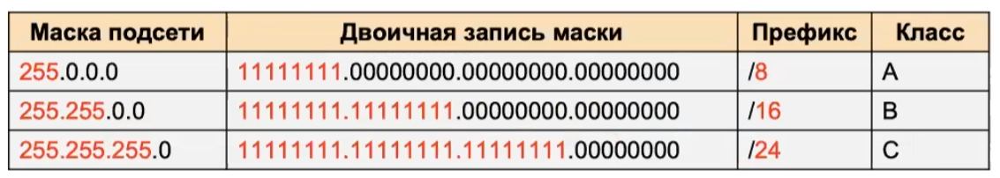 Маска подсети Двоичная запись маски Префикс Класс
255.0.0.0 11111111.00000000.00000000.00000000 /8 A
255.255.0.0 11111111.11111111.00000000.00000000 /16 B
255.255.255.0 11111111.11111111.11111111.00000000 /24 C